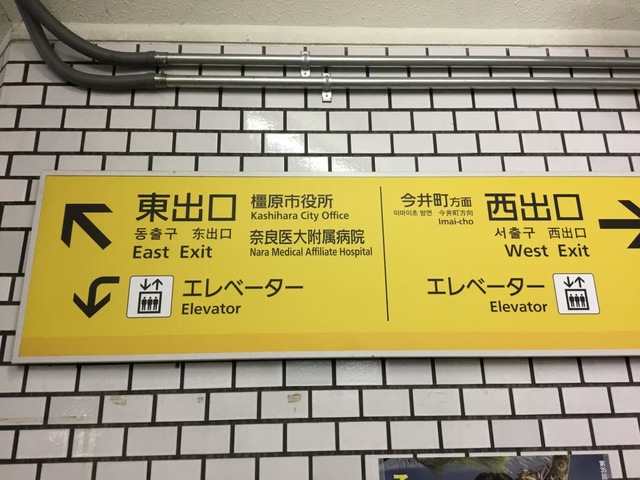 東出口
동출구 东出口
East Exit
橿原市役所
Kashihara City Office
奈良医大附属病院
Nara Medical Affiliate Hospital
エレベーター
Elevator
今井町方面
이마이초 방면 今井町方向
Imai-cho
西出口
서출구 西出口
West Exit
エレベーター
Elevator